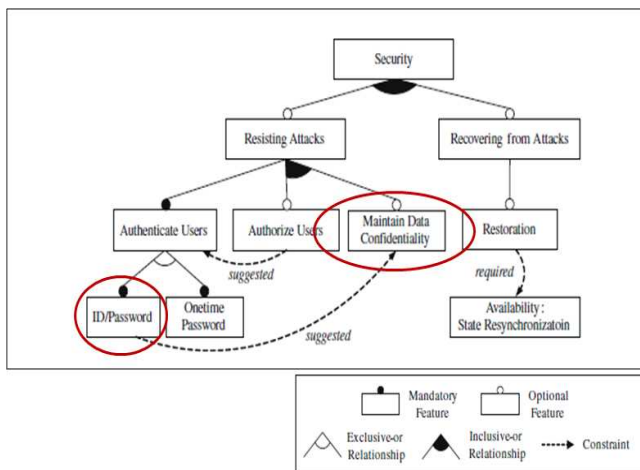 Security
Resisting Attacks
Recovering from Attacks
Authenticate Users
Authorize Users
Maintain Data
Confidentiality
Restoration
suggested
required
ID/Password
Onetime
Password
suggested
Availability:
State Resynchronizatoin
Mandatory
Feature
Optional
Feature
Exclusive-or
Relationship
Inclusive-or
Relationship
Constraint